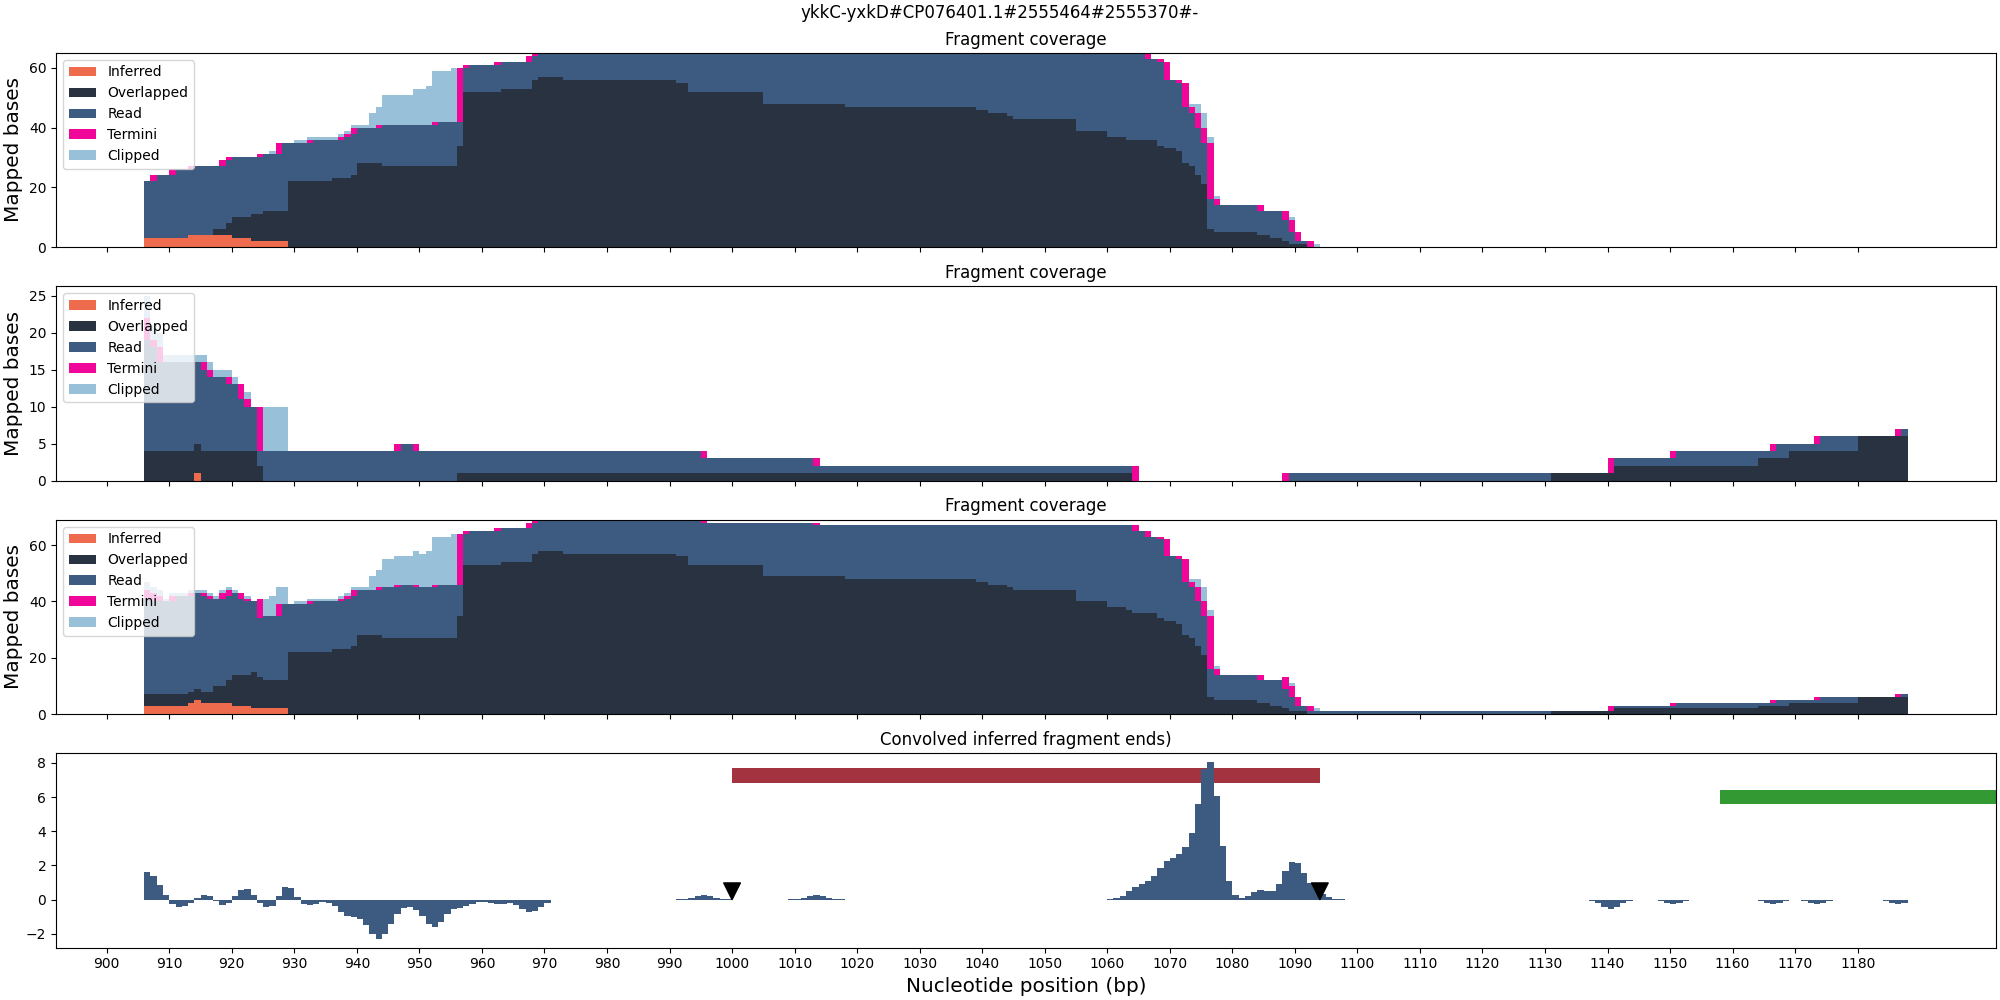 ykkC-yxkD#CP076401.1#2555464#2555370#-
Fragment coverage
Mapped bases
60
40
20
0
Inferred
Overlapped
Read
Termini
Clipped
Fragment coverage
Mapped bases
25
20
15
10
5
0
Inferred
Overlapped
Read
Termini
Clipped
Fragment coverage
Mapped bases
60
40
20
0
Inferred
Overlapped
Read
Termini
Clipped
Convolved inferred fragment ends)
8
6
4
2
0
−2
900 910 920 930 940 950 960 970 980 990 1000 1010 1020 1030 1040 1050 1060 1070 1080 1090 1100 1110 1120 1130 1140 1150 1160 1170 1180
Nucleotide position (bp)